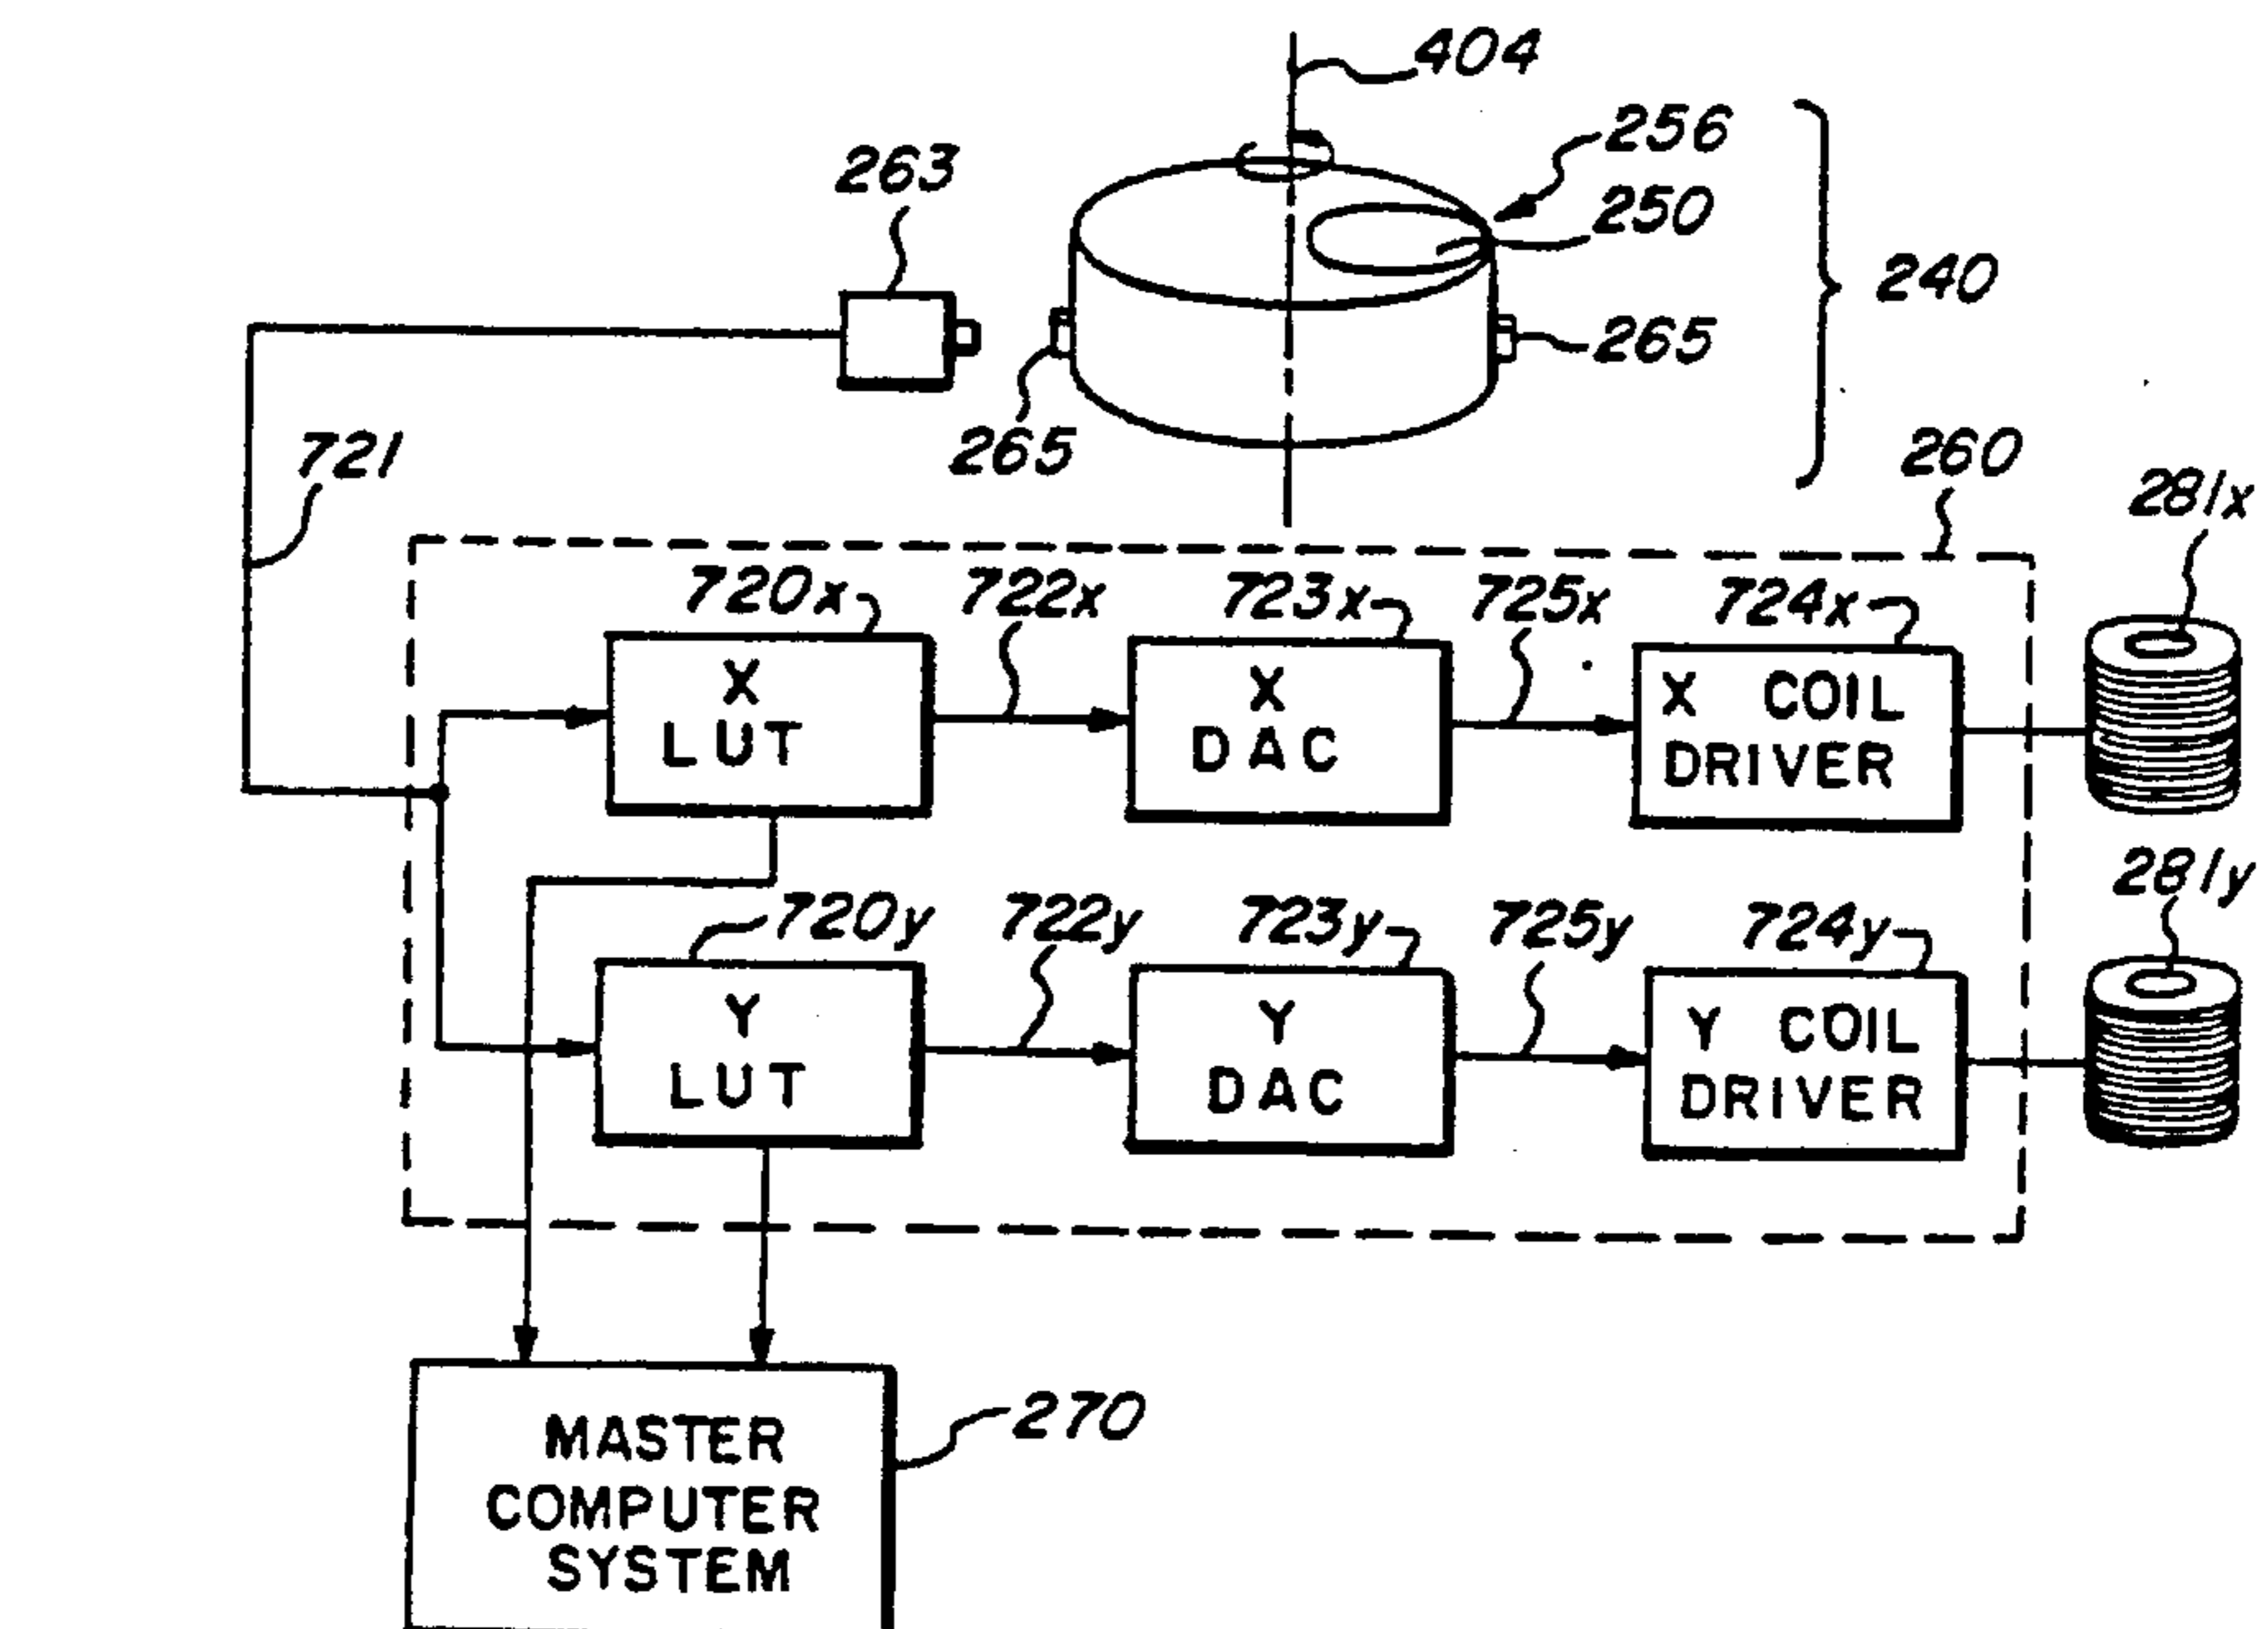 404
256
263
250
240
265
265
721
260
281x
720x
722x
723x
725x
724x
X
LUT
X
DAC
X COIL
DRIVER
281y
720y
722y
723y
725y
724y
Y
LUT
Y
DAC
Y COIL
DRIVER
270
MASTER
COMPUTER
SYSTEM